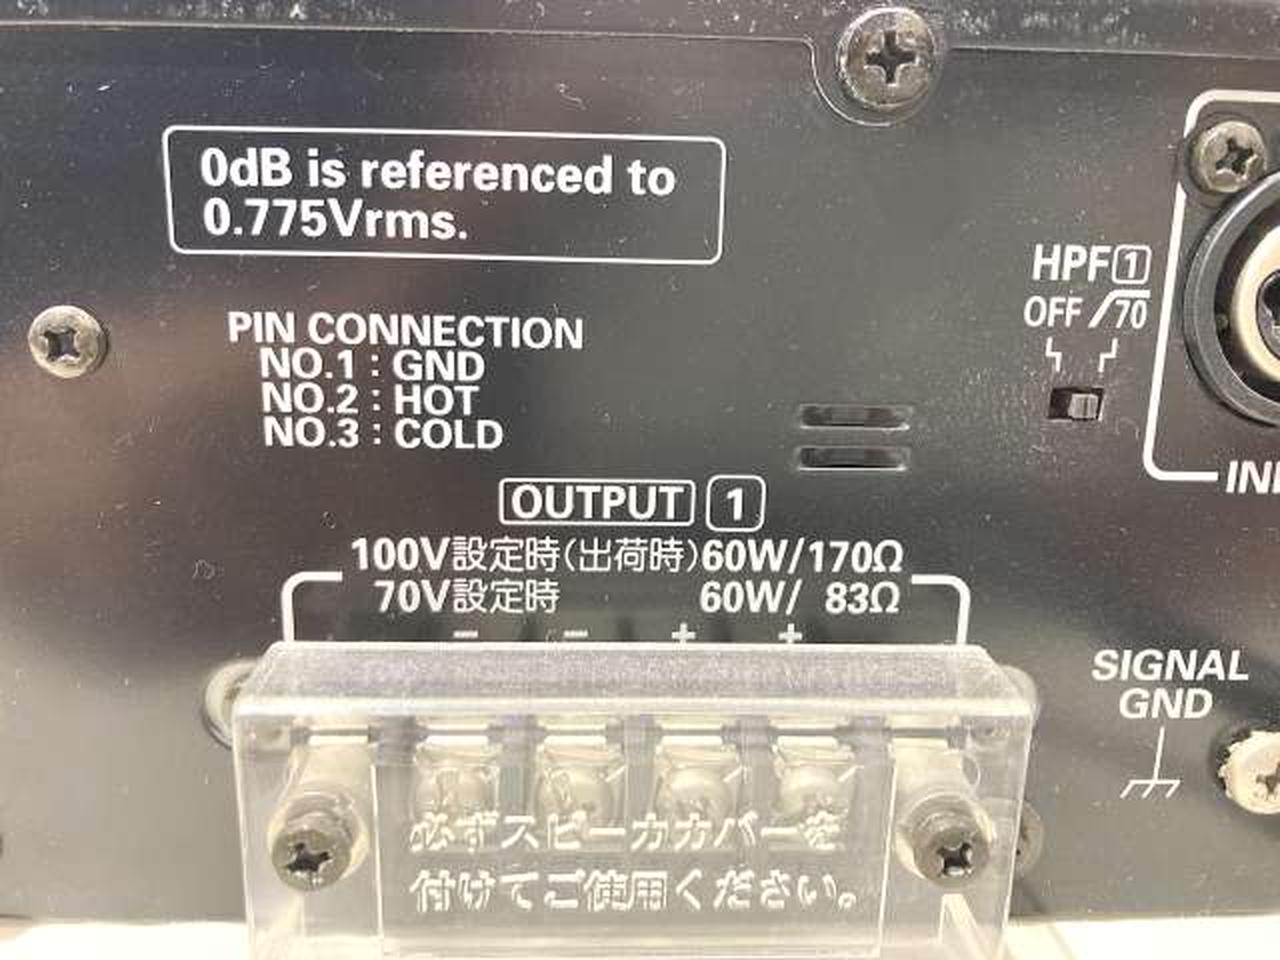 0dB is referenced to
0.775Vrms.
PIN CONNECTION
NO.1 : GND
NO.2 : HOT
NO.3 : COLD
HPF 1
OFF 70
OUTPUT 1
100V設定時(出荷時)60W/170Ω
70V設定時 60W/ 83Ω
− − + +
SIGNAL
GND
必ずスピーカカバーを
付けてご使用ください。